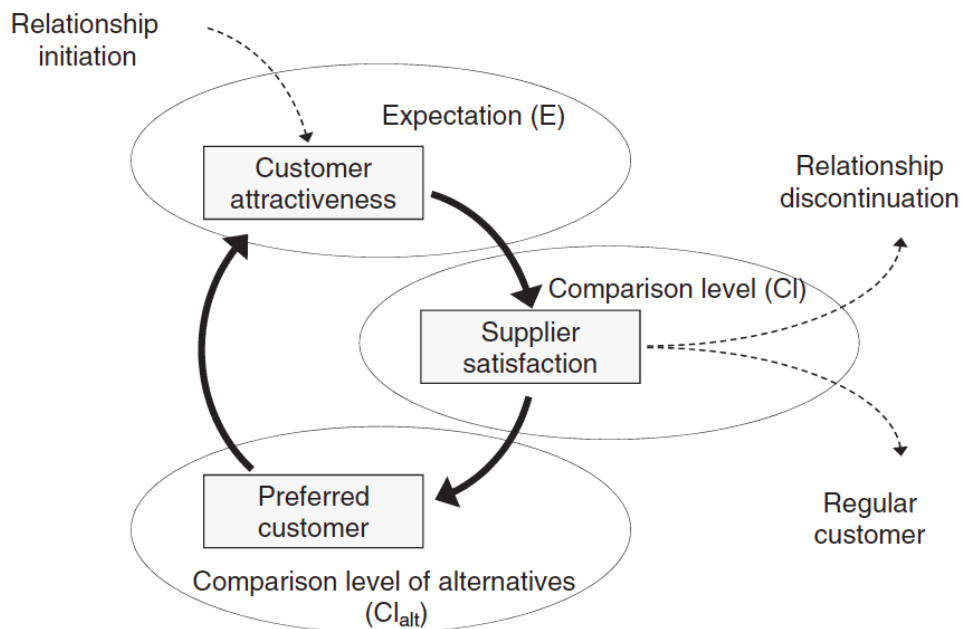 Relationship
initiation
Expectation (E)
Customer
attractiveness
Relationship
discontinuation
Comparison level (Cl)
Supplier
satisfaction
Preferred
customer
Regular
customer
Comparison level of alternatives
(Cl_alt)